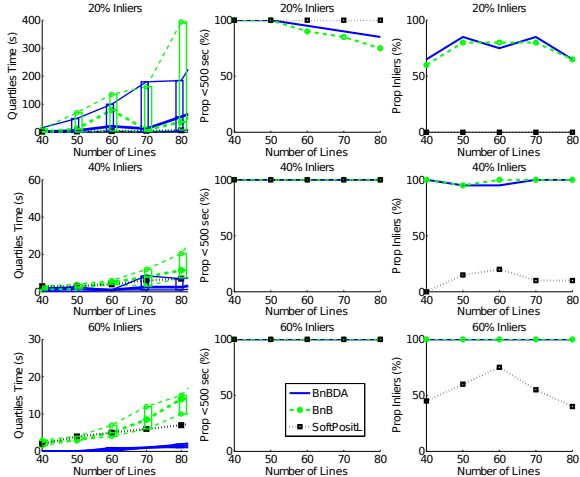 20% Inliers
20% Inliers
20% Inliers
Quartiles Time (s)
400
300
200
100
0
40 50 60 70 80
Number of Lines
Prop <500 sec (%)
100
50
0
40 50 60 70 80
Number of Lines
Prop Inliers (%)
100
50
0
40 50 60 70 80
Number of Lines
40% Inliers
40% Inliers
40% Inliers
Quartiles Time (s)
60
40
20
0
40 50 60 70 80
Number of Lines
Prop <500 sec (%)
100
50
0
40 50 60 70 80
Number of Lines
Prop Inliers (%)
100
50
0
40 50 60 70 80
Number of Lines
60% Inliers
60% Inliers
60% Inliers
Quartiles Time (s)
30
20
10
0
40 50 60 70 80
Number of Lines
Prop <500 sec (%)
100
50
0
BnBDA
BnB
SoftPositL
40 50 60 70 80
Number of Lines
Prop Inliers (%)
100
50
0
40 50 60 70 80
Number of Lines